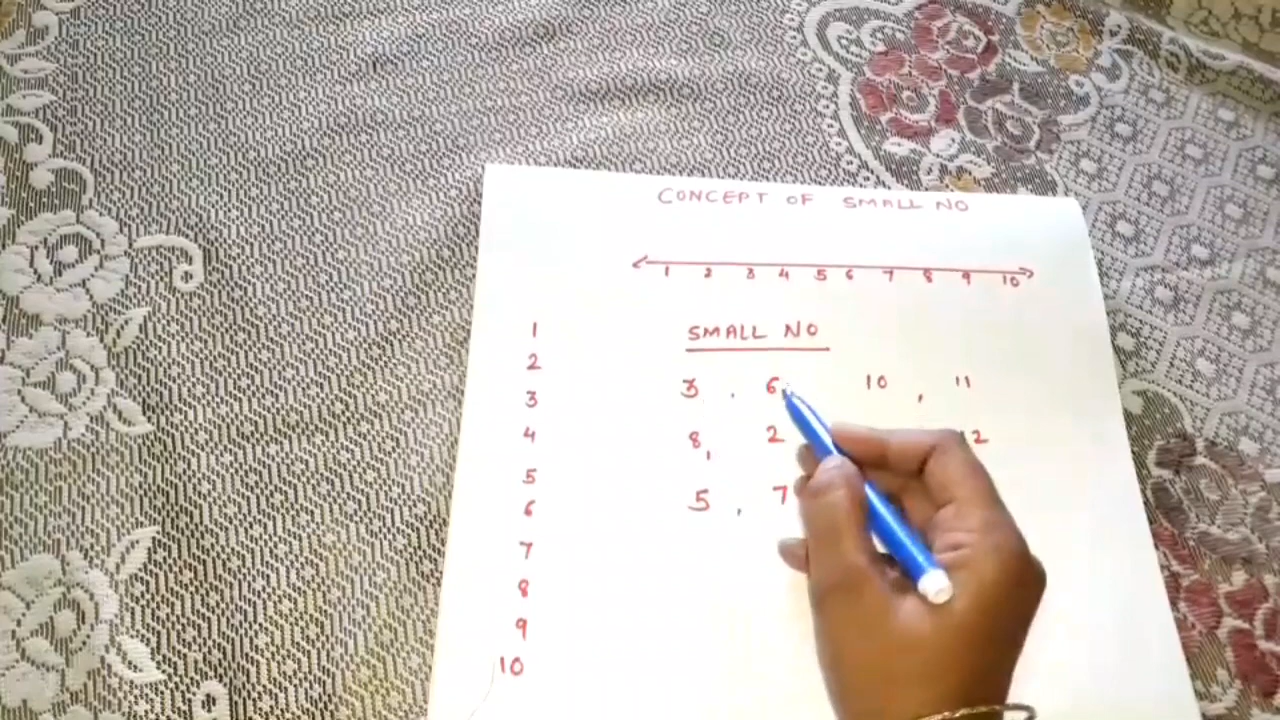 CONCEPT OF SMALL NO
1 2 3 4 5 6 7 8 9 10
SMALL NO
3 , 6, 10 , 11
8, 2 12
5 , 7
1
2
3
4
5
6
7
8
9
10